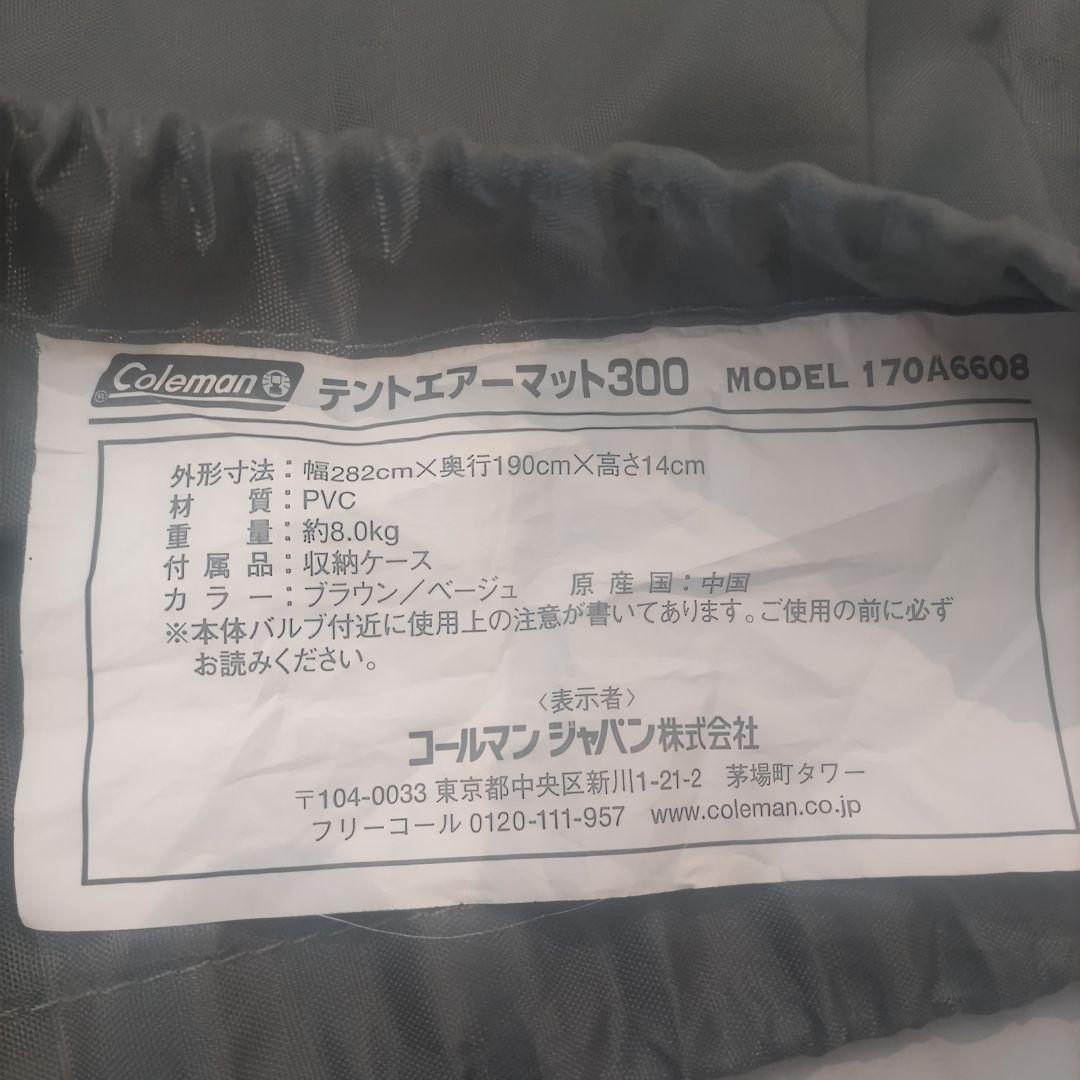 Coleman® テントエアーマット300 MODEL 170A6608
外形寸法：幅282cm×奥行190cm×高さ14cm
材　　質：PVC
重　　量：約8.0kg
付 属 品：収納ケース
カ ラ ー：ブラウン／ベージュ　原 産 国：中国
※本体バルブ付近に使用上の注意が書いてあります。ご使用の前に必ず
お読みください。
〈表示者〉
コールマン ジャパン株式会社
〒104-0033 東京都中央区新川1-21-2　茅場町タワー
フリーコール 0120-111-957　www.coleman.co.jp